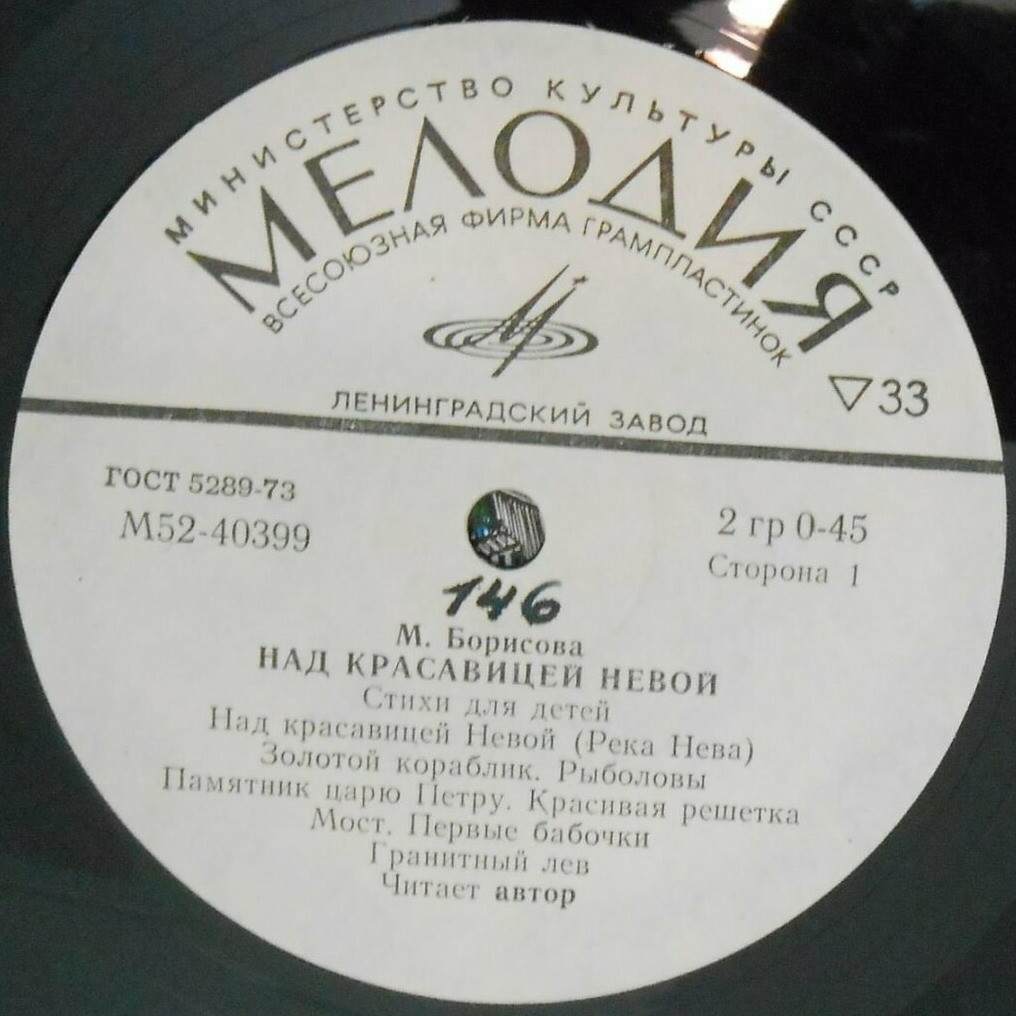 МИНИСТЕРСТВО КУЛЬТУРЫ СССР
МЕЛОДИЯ
ВСЕСОЮЗНАЯ ФИРМА ГРАМПЛАСТИНОК
▽33
ЛЕНИНГРАДСКИЙ ЗАВОД
ГОСТ 5289-73
М52-40399
2 гр 0-45
Сторона 1
146
М. Борисова
НАД КРАСАВИЦЕЙ НЕВОЙ
Стихи для детей
Над красавицей Невой (Река Нева)
Золотой кораблик. Рыболовы
Памятник царю Петру. Красивая решетка
Мост. Первые бабочки
Гранитный лев
Читает автор